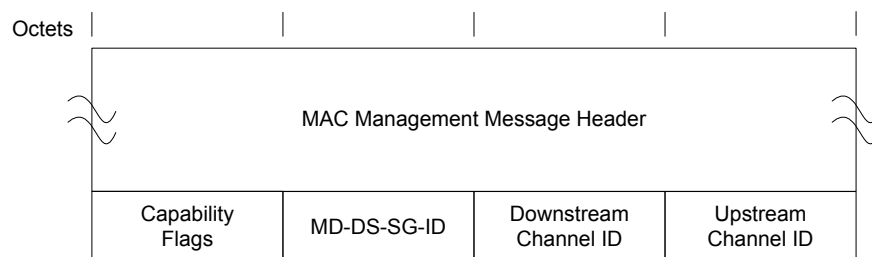 Octets
MAC Management Message Header
Capability
Flags
MD-DS-SG-ID
Downstream
Channel ID
Upstream
Channel ID